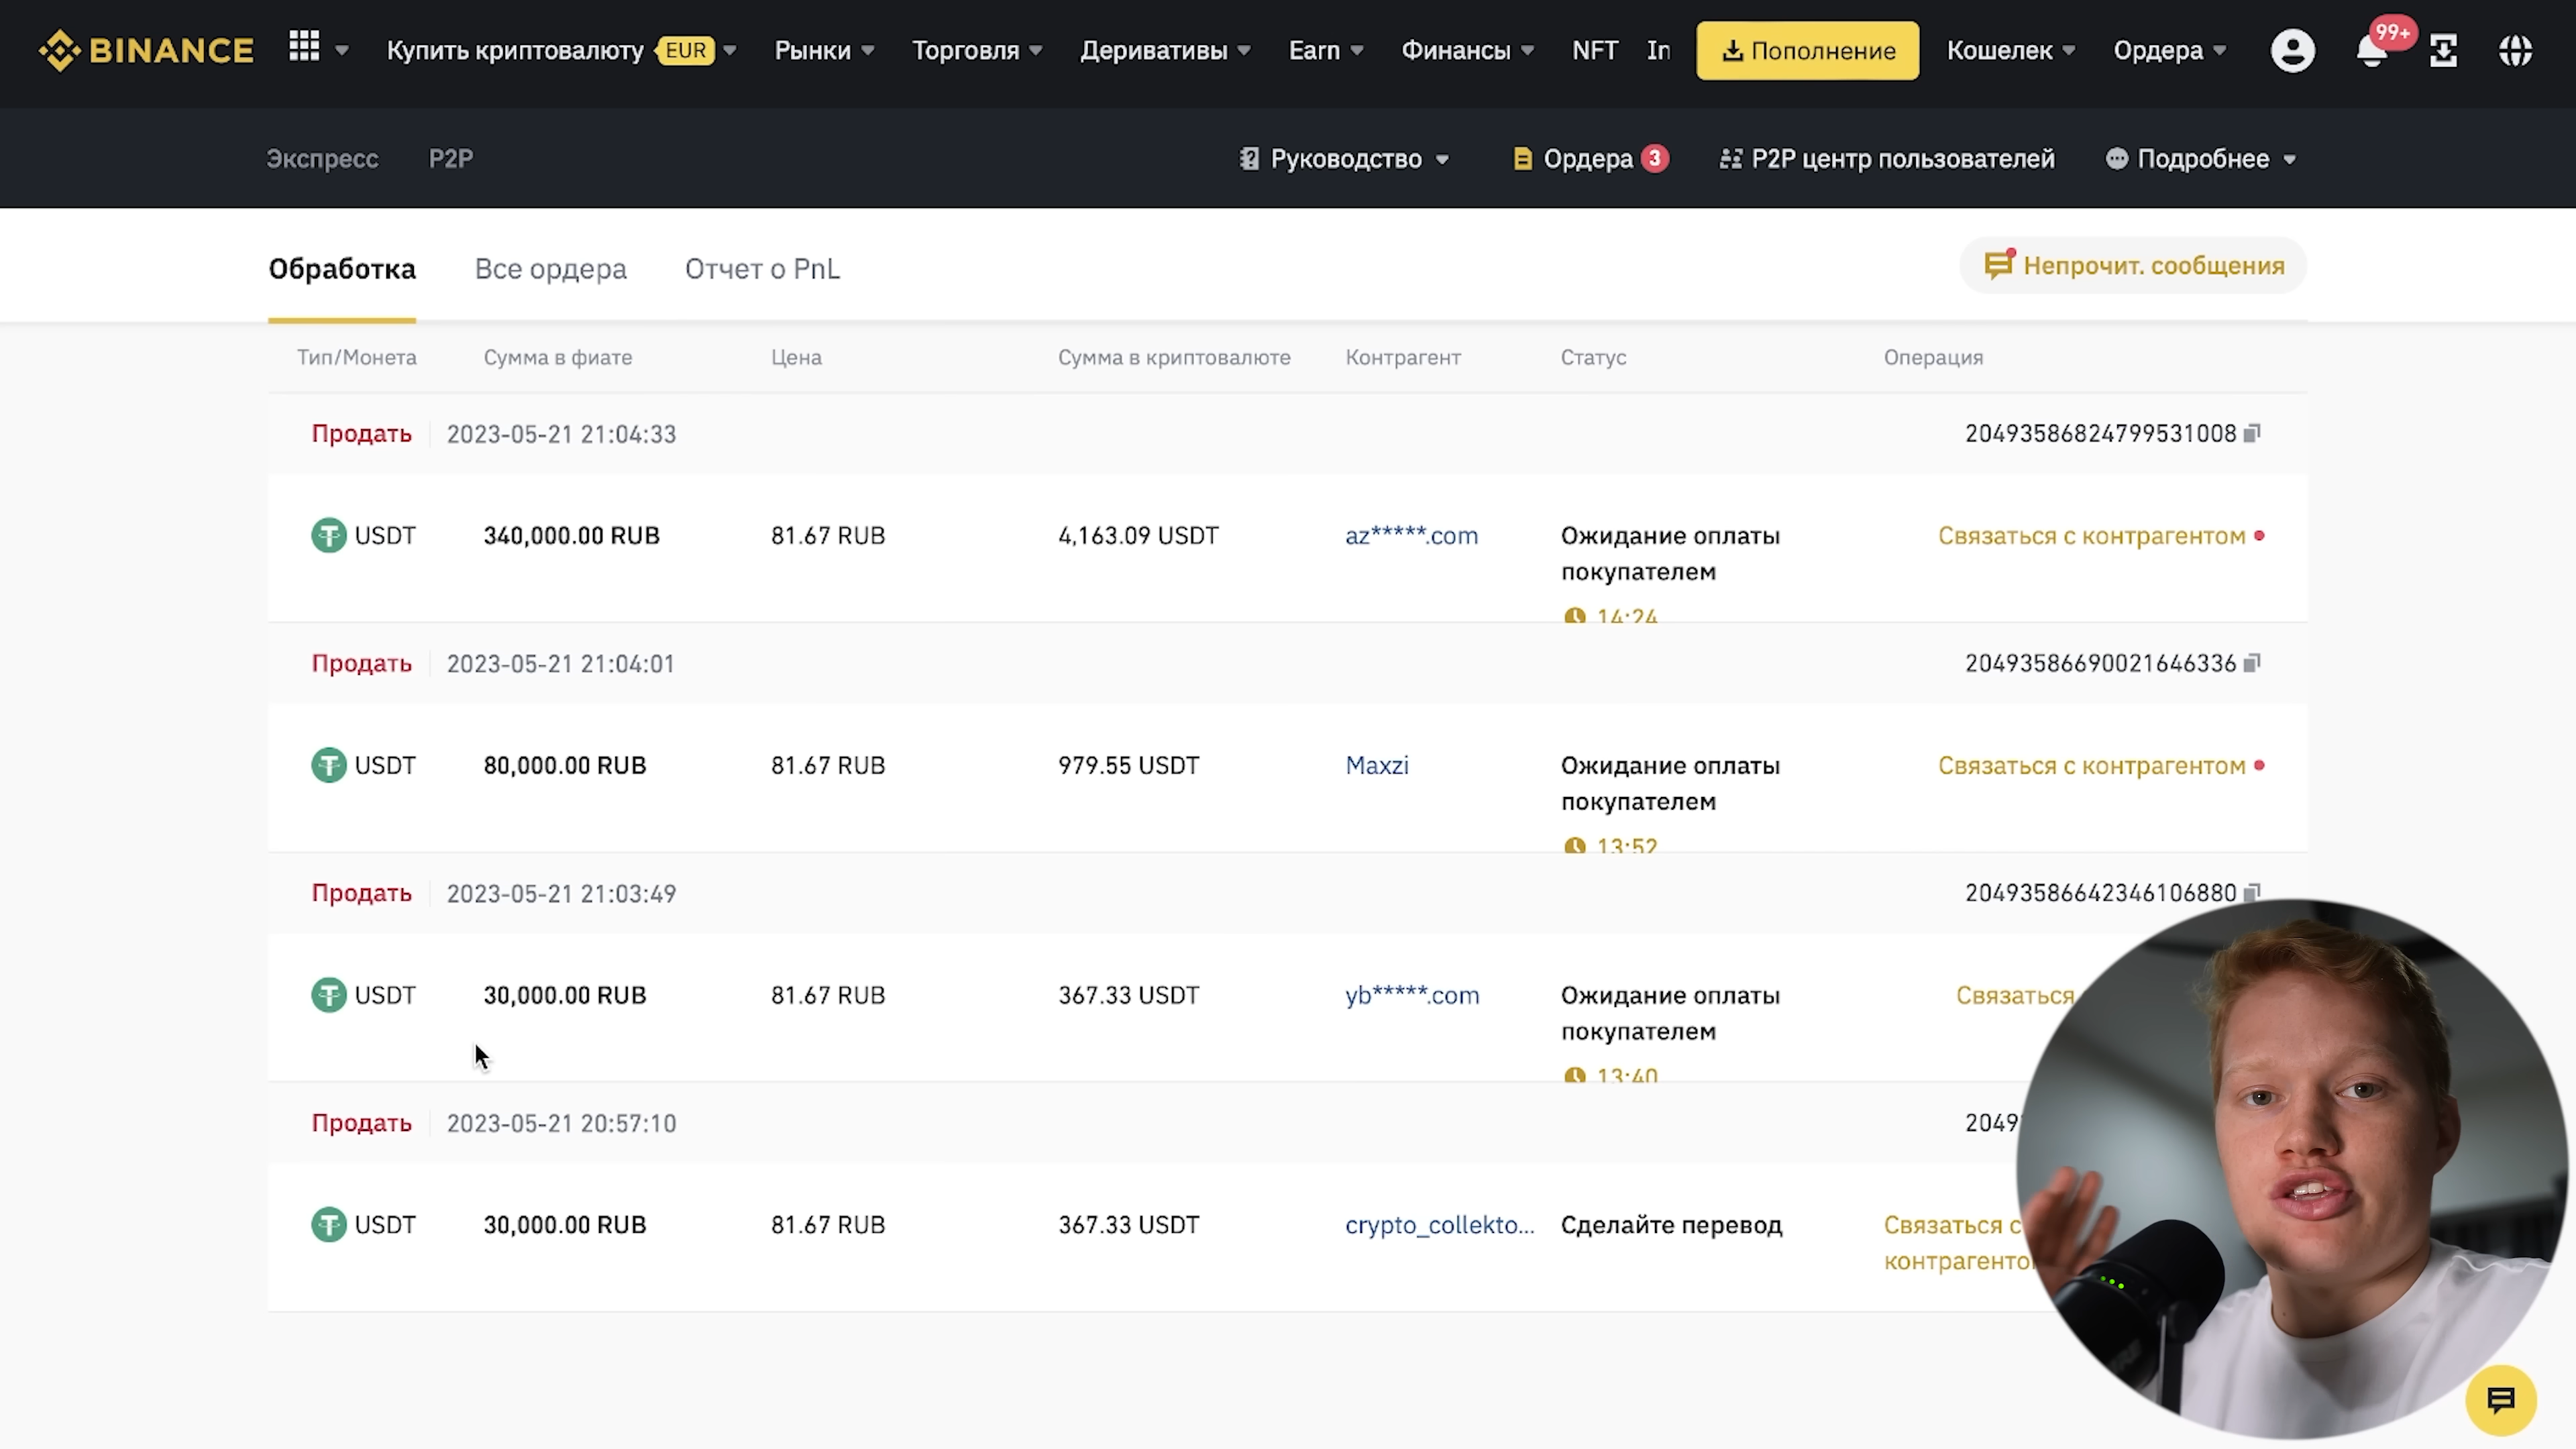 BINANCE Купить криптовалюту EUR Рынки Торговля Деривативы Earn Финансы NFT In Пополнение Кошелек Ордера 99+
Экспресс P2P Руководство Ордера 3 P2P центр пользователей Подробнее
Обработка Все ордера Отчет о PnL Непрочит. сообщения
Тип/Монета Сумма в фиате Цена Сумма в криптовалюте Контрагент Статус Операция
Продать 2023-05-21 21:04:33 20493586824799531008
USDT 340,000.00 RUB 81.67 RUB 4,163.09 USDT az*****.com Ожидание оплаты Связаться с контрагентом
покупателем
14:24
Продать 2023-05-21 21:04:01 20493586690021646336
USDT 80,000.00 RUB 81.67 RUB 979.55 USDT Maxzi Ожидание оплаты Связаться с контрагентом
покупателем
13:52
Продать 2023-05-21 21:03:49 20493586642346106880
USDT 30,000.00 RUB 81.67 RUB 367.33 USDT yb*****.com Ожидание оплаты Связаться
покупателем
13:40
Продать 2023-05-21 20:57:10 2049
USDT 30,000.00 RUB 81.67 RUB 367.33 USDT crypto_collekto... Сделайте перевод Связаться с